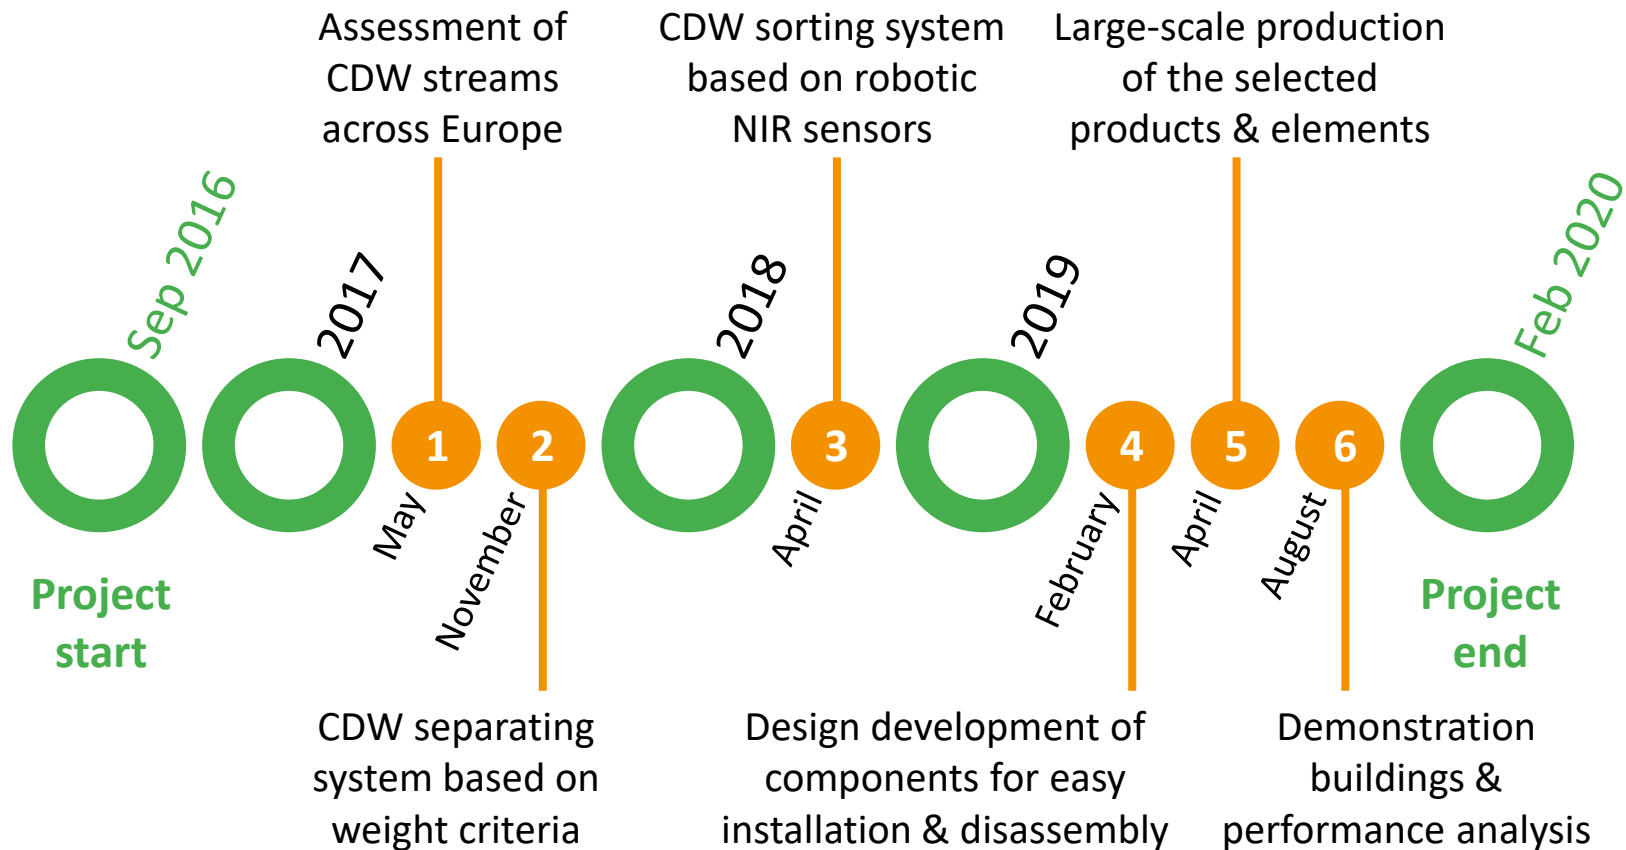 Assessment of
CDW streams
across Europe
CDW sorting system
based on robotic
NIR sensors
Large-scale production
of the selected
products & elements
Sep 2016
2017
2018
2019
Feb 2020
1
2
3
4
5
6
May
November
April
February
April
August
Project
start
Project
end
CDW separating
system based on
weight criteria
Design development of
components for easy
installation & disassembly
Demonstration
buildings &
performance analysis